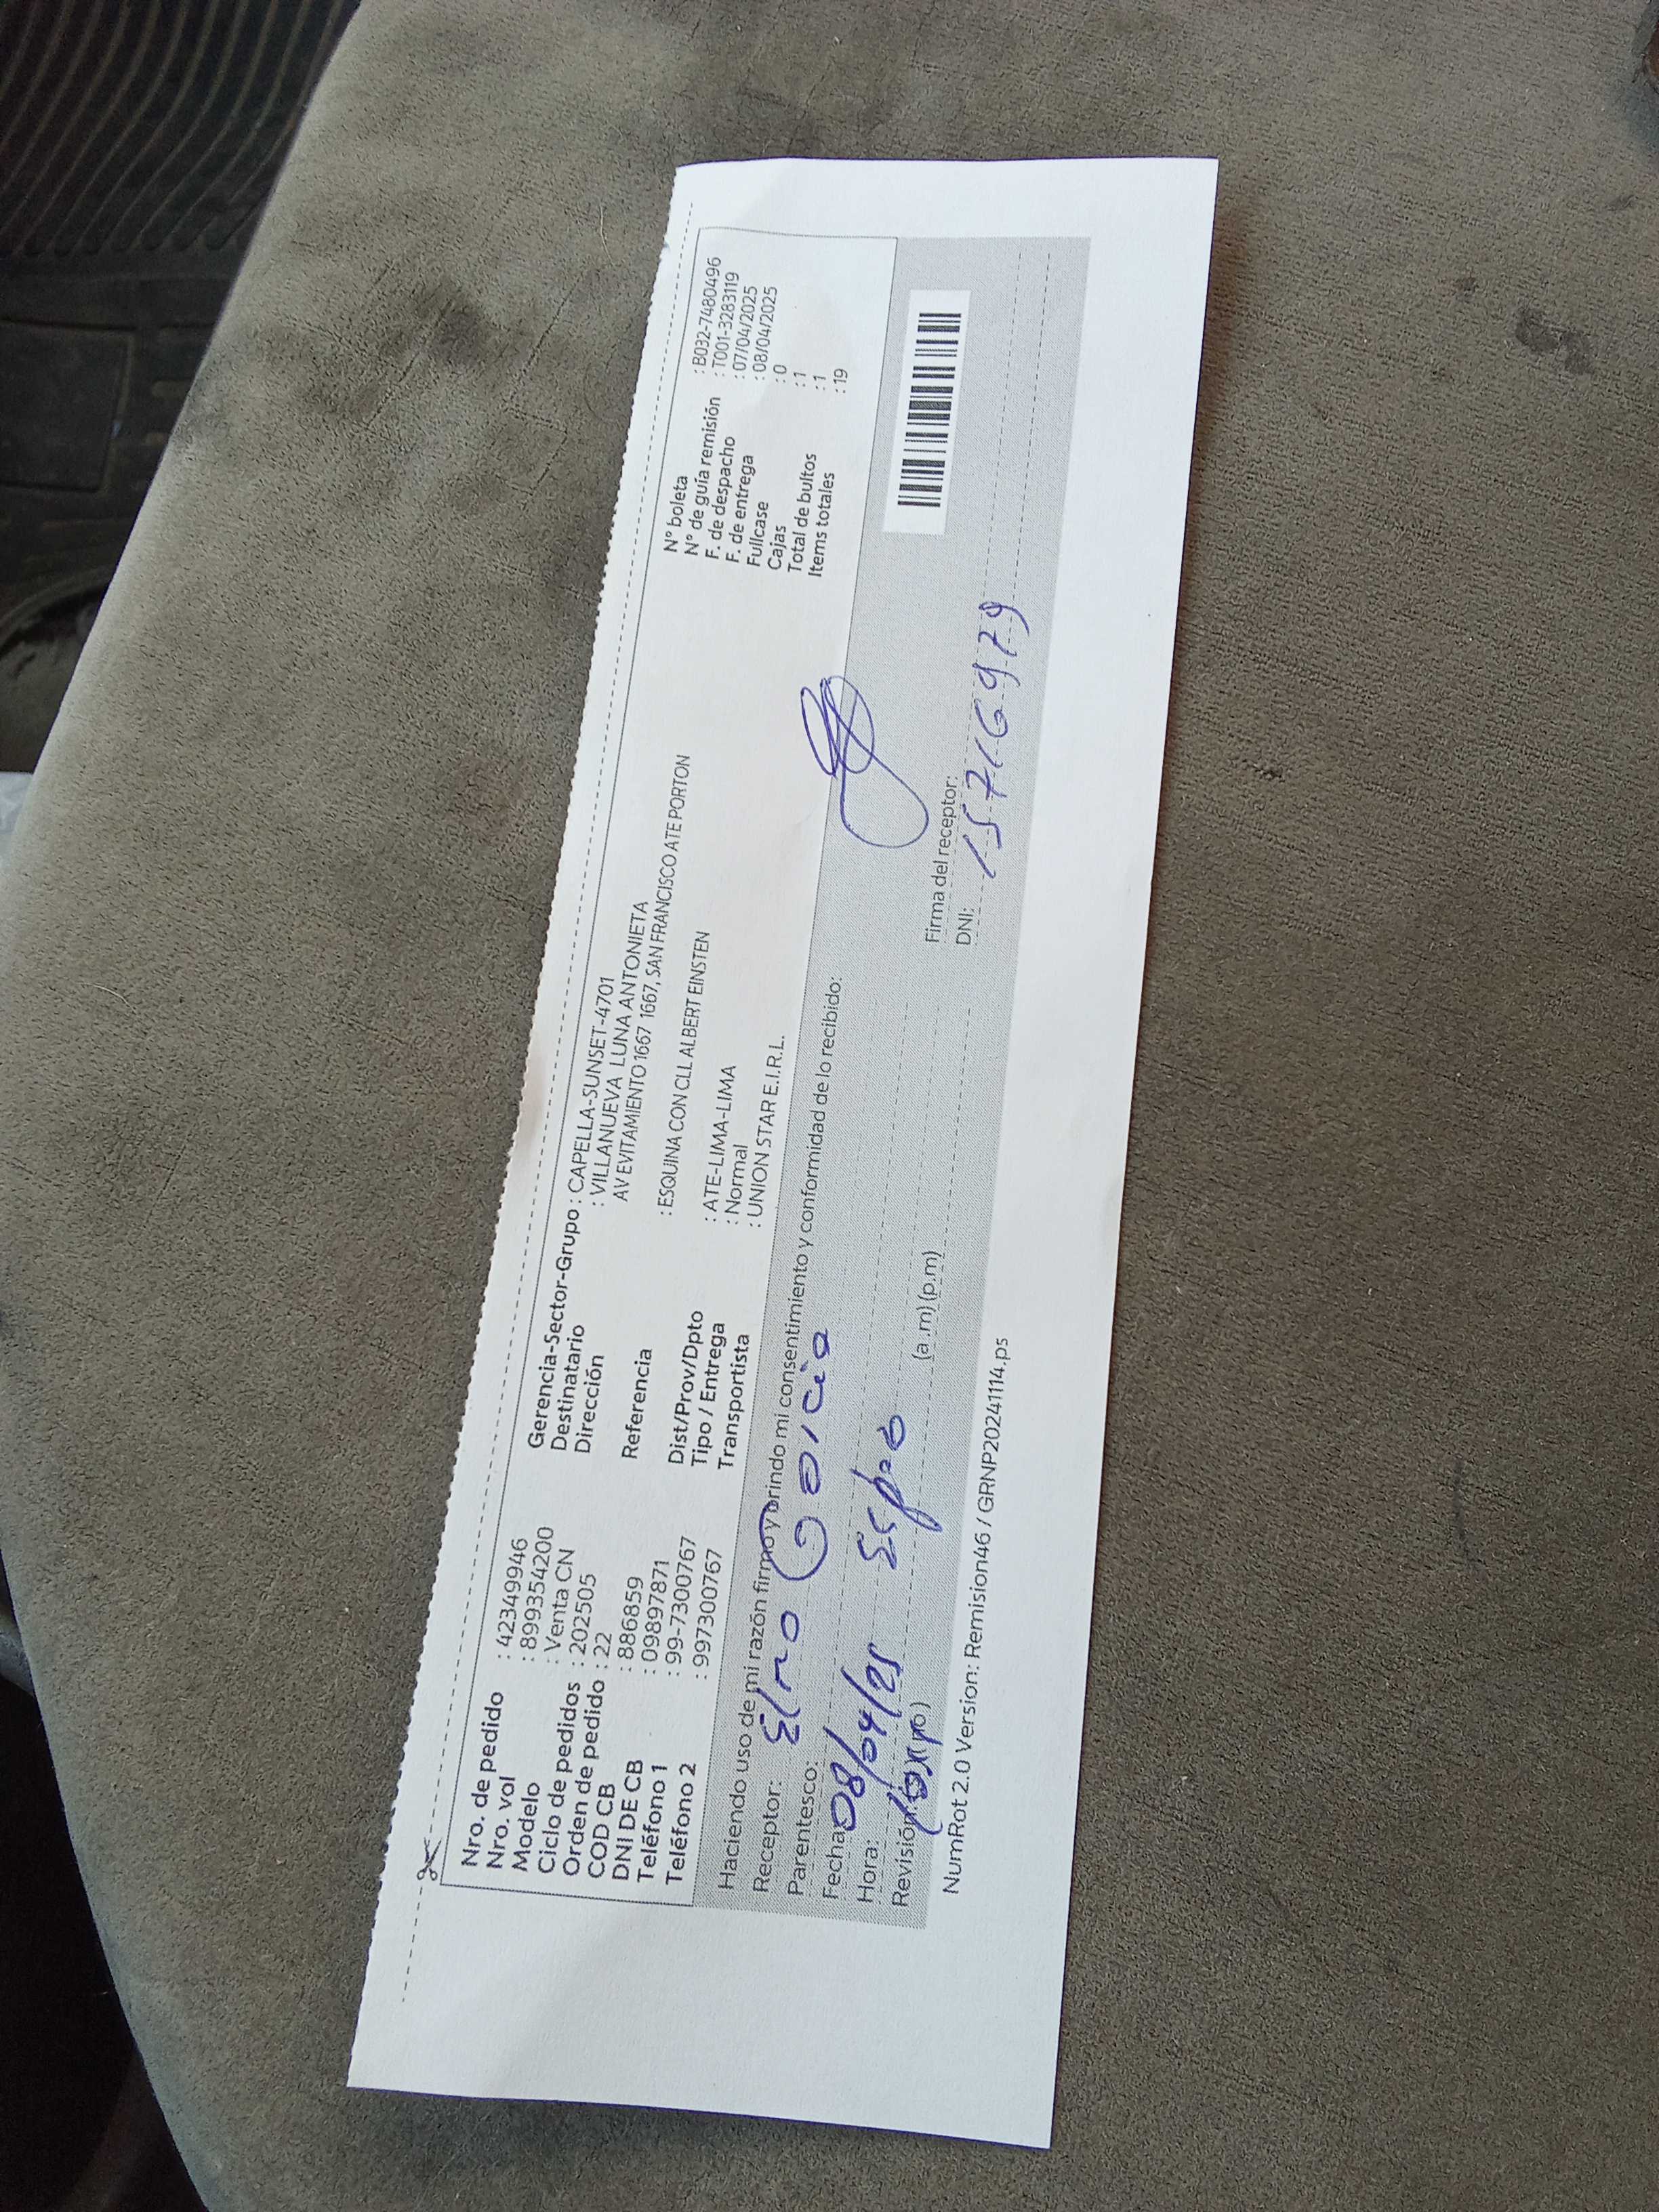 Nro. de pedido : 42349946
Nro. vol : 899354200
Modelo : Venta CN
Ciclo de pedidos : 202505
Orden de pedido : 22
COD CB : 886859
DNI DE CB : 09897871
Teléfono 1 : 99-7300767
Teléfono 2 : 997300767
Gerencia-Sector-Grupo : CAPELLA-SUNSET-4701
Destinatario : VILLANUEVA LUNA ANTONIETA
Dirección AV EVITAMIENTO 1667 1667, SAN FRANCISCO ATE PORTON
Referencia : ESQUINA CON CLL ALBERT EINSTEN
Dist/Prov/Dpto : ATE-LIMA-LIMA
Tipo / Entrega : Normal
Transportista : UNION STAR E.I.R.L.
N° boleta : B032-7480496
N° de guía remisión : T001-3283119
F. de despacho : 07/04/2025
F. de entrega : 08/04/2025
Fullcase : 0
Cajas : 1
Total de bultos : 1
Items totales : 19
Haciendo uso de mi razón firmo y brindo mi consentimiento y conformidad de lo recibido:
Receptor:
Parentesco:
Fecha: 08/04/25
Hora: (a.m) (p.m)
Revisión:
Firma del receptor:
DNI: 15716979
NumRot 2.0 Version: Remision46 / GRNP20241114.ps